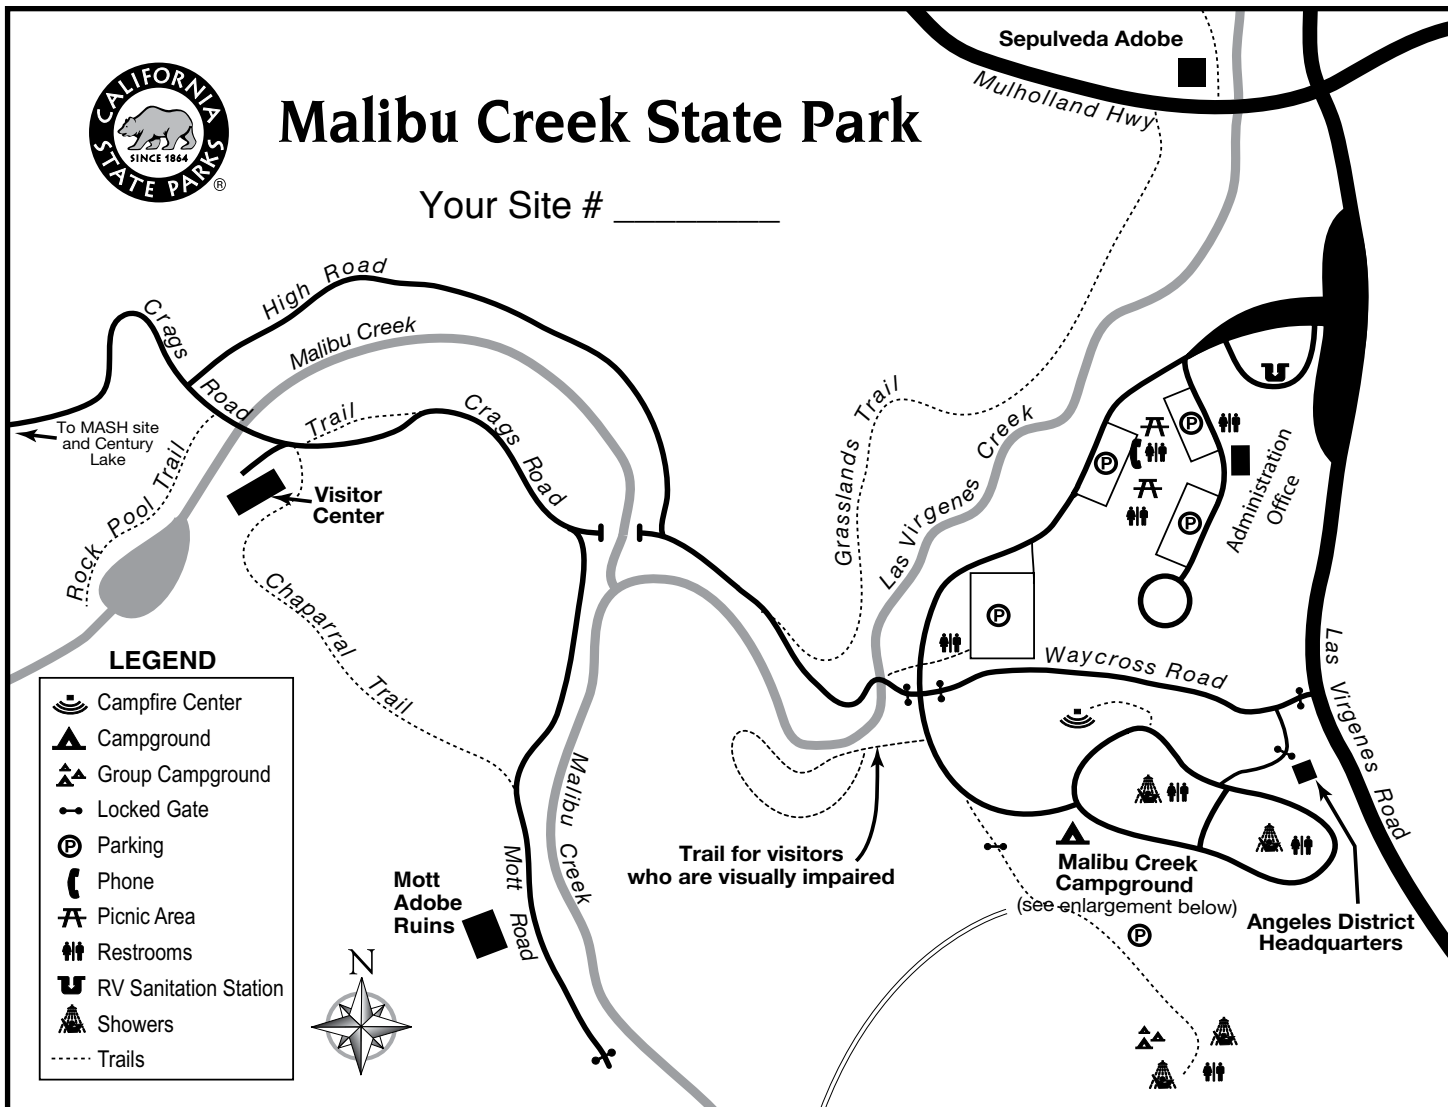 Sepulveda Adobe
Mulholland Hwy
CALIFORNIA
STATE PARKS
SINCE 1864
®
Malibu Creek State Park
Your Site # ________
High Road
Crags Road
Malibu Creek
To MASH site
and Century
Lake
Trail
Crags Road
Rock Pool Trail
Visitor
Center
Chaparral Trail
Grasslands Trail
Las Virgenes Creek
P
P
P
P
Administration
Office
Waycross Road
Las Virgenes Road
LEGEND
Campfire Center
Campground
Group Campground
Locked Gate
P Parking
Phone
Picnic Area
Restrooms
RV Sanitation Station
Showers
Trails
Malibu Creek
Mott Road
Mott
Adobe
Ruins
N
Trail for visitors
who are visually impaired
Malibu Creek
Campground
(see enlargement below)
P
Angeles District
Headquarters